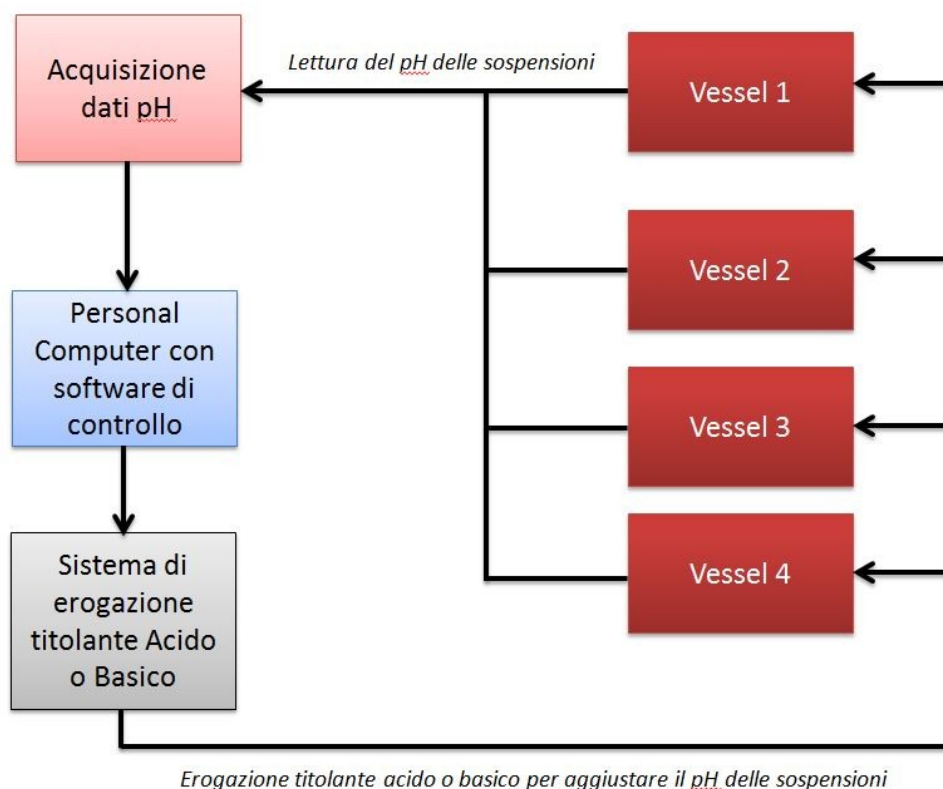 Acquisizione
dati pH
Lettura del pH delle sospensioni
Vessel 1
Vessel 2
Personal
Computer con
software di
controllo
Vessel 3
Vessel 4
Sistema di
erogazione
titolante Acido
o Basico
Erogazione titolante acido o basico per aggiustare il pH delle sospensioni